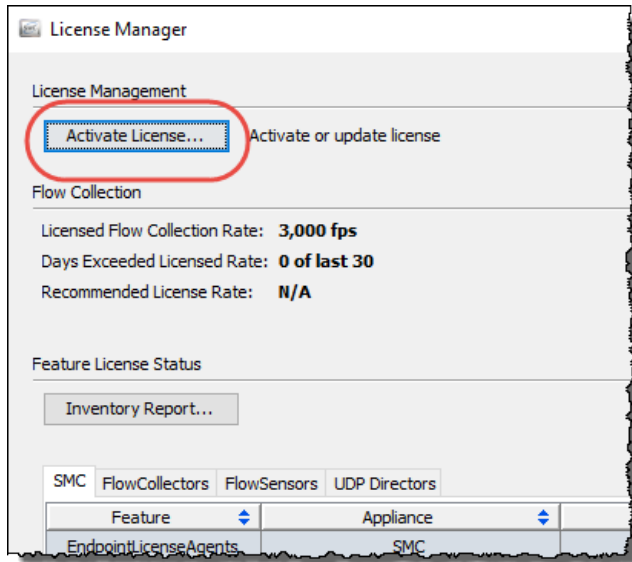 License Manager
License Management
Activate License... Activate or update license
Flow Collection
Licensed Flow Collection Rate: 3,000 fps
Days Exceeded Licensed Rate: 0 of last 30
Recommended License Rate: N/A
Feature License Status
Inventory Report...
SMC FlowCollectors FlowSensors UDP Directors
Feature Appliance
EndpointLicenseAgents SMC